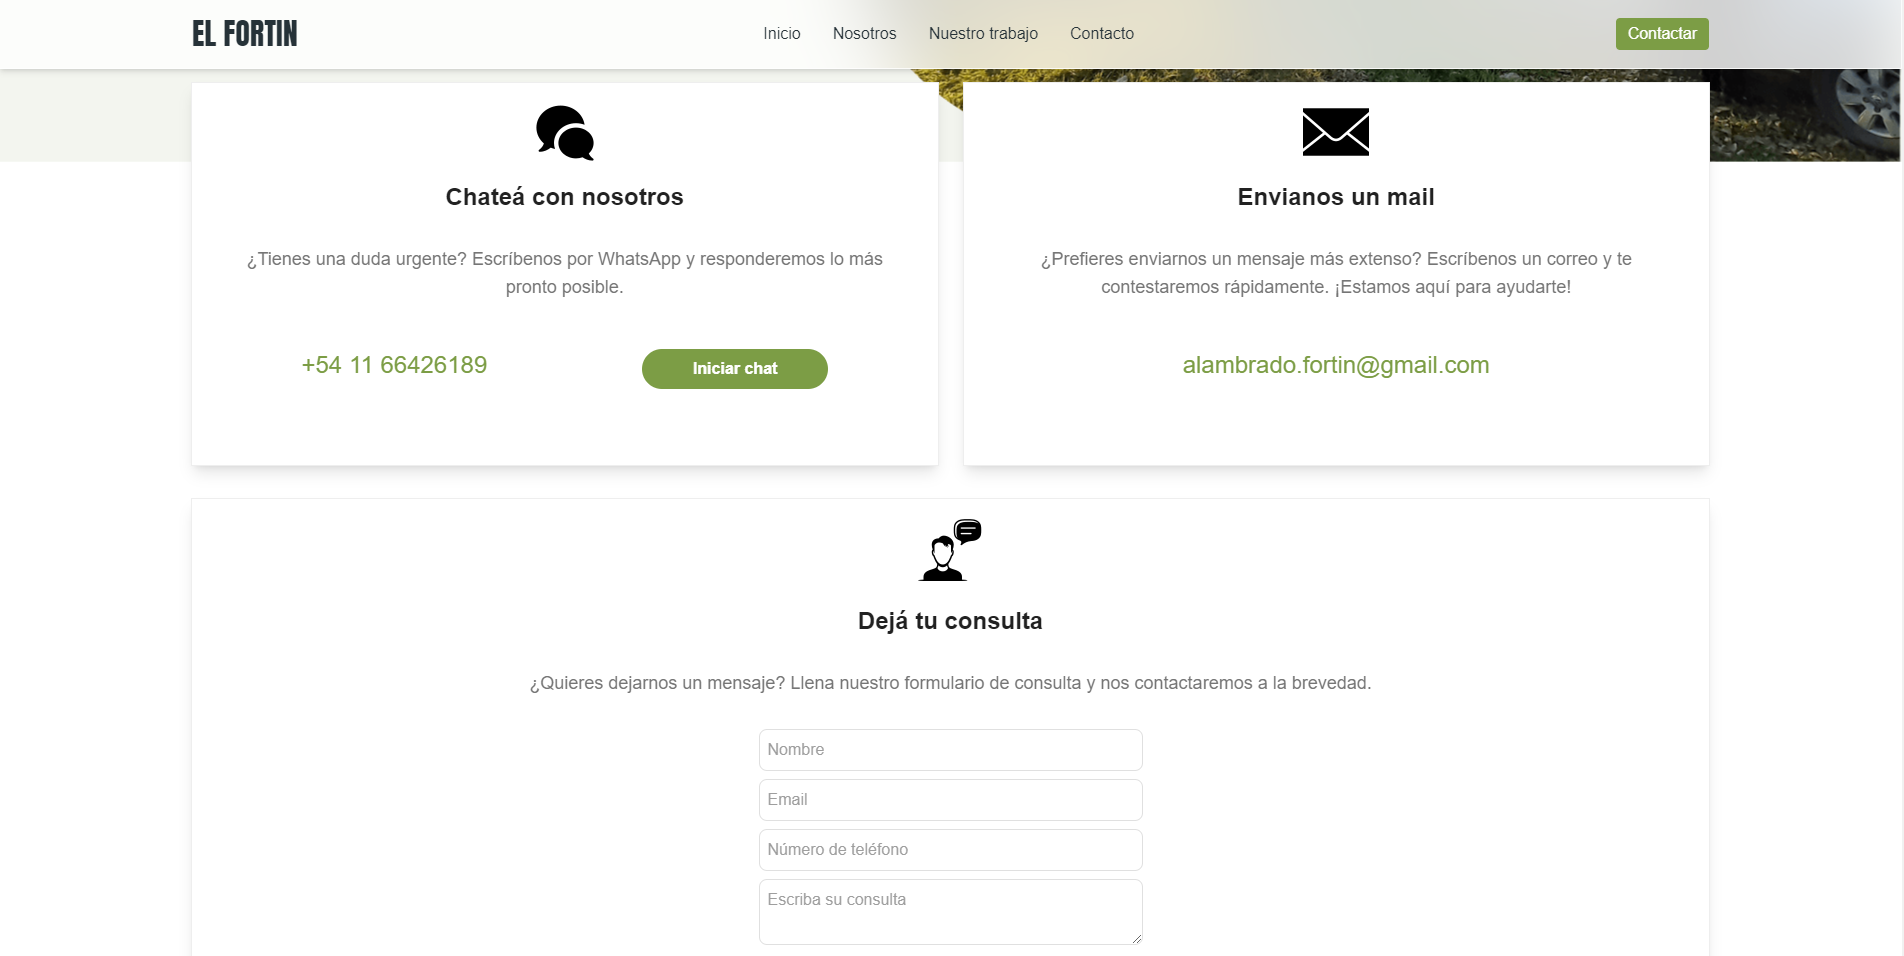 EL FORTIN
Inicio
Nosotros
Nuestro trabajo
Contacto
Contactar
Chateá con nosotros
¿Tienes una duda urgente? Escríbenos por WhatsApp y responderemos lo más
pronto posible.
+54 11 66426189
Iniciar chat
Envianos un mail
¿Prefieres enviarnos un mensaje más extenso? Escríbenos un correo y te
contestaremos rápidamente. ¡Estamos aquí para ayudarte!
alambrado.fortin@gmail.com
Dejá tu consulta
¿Quieres dejarnos un mensaje? Llena nuestro formulario de consulta y nos contactaremos a la brevedad.
Nombre
Email
Número de teléfono
Escriba su consulta